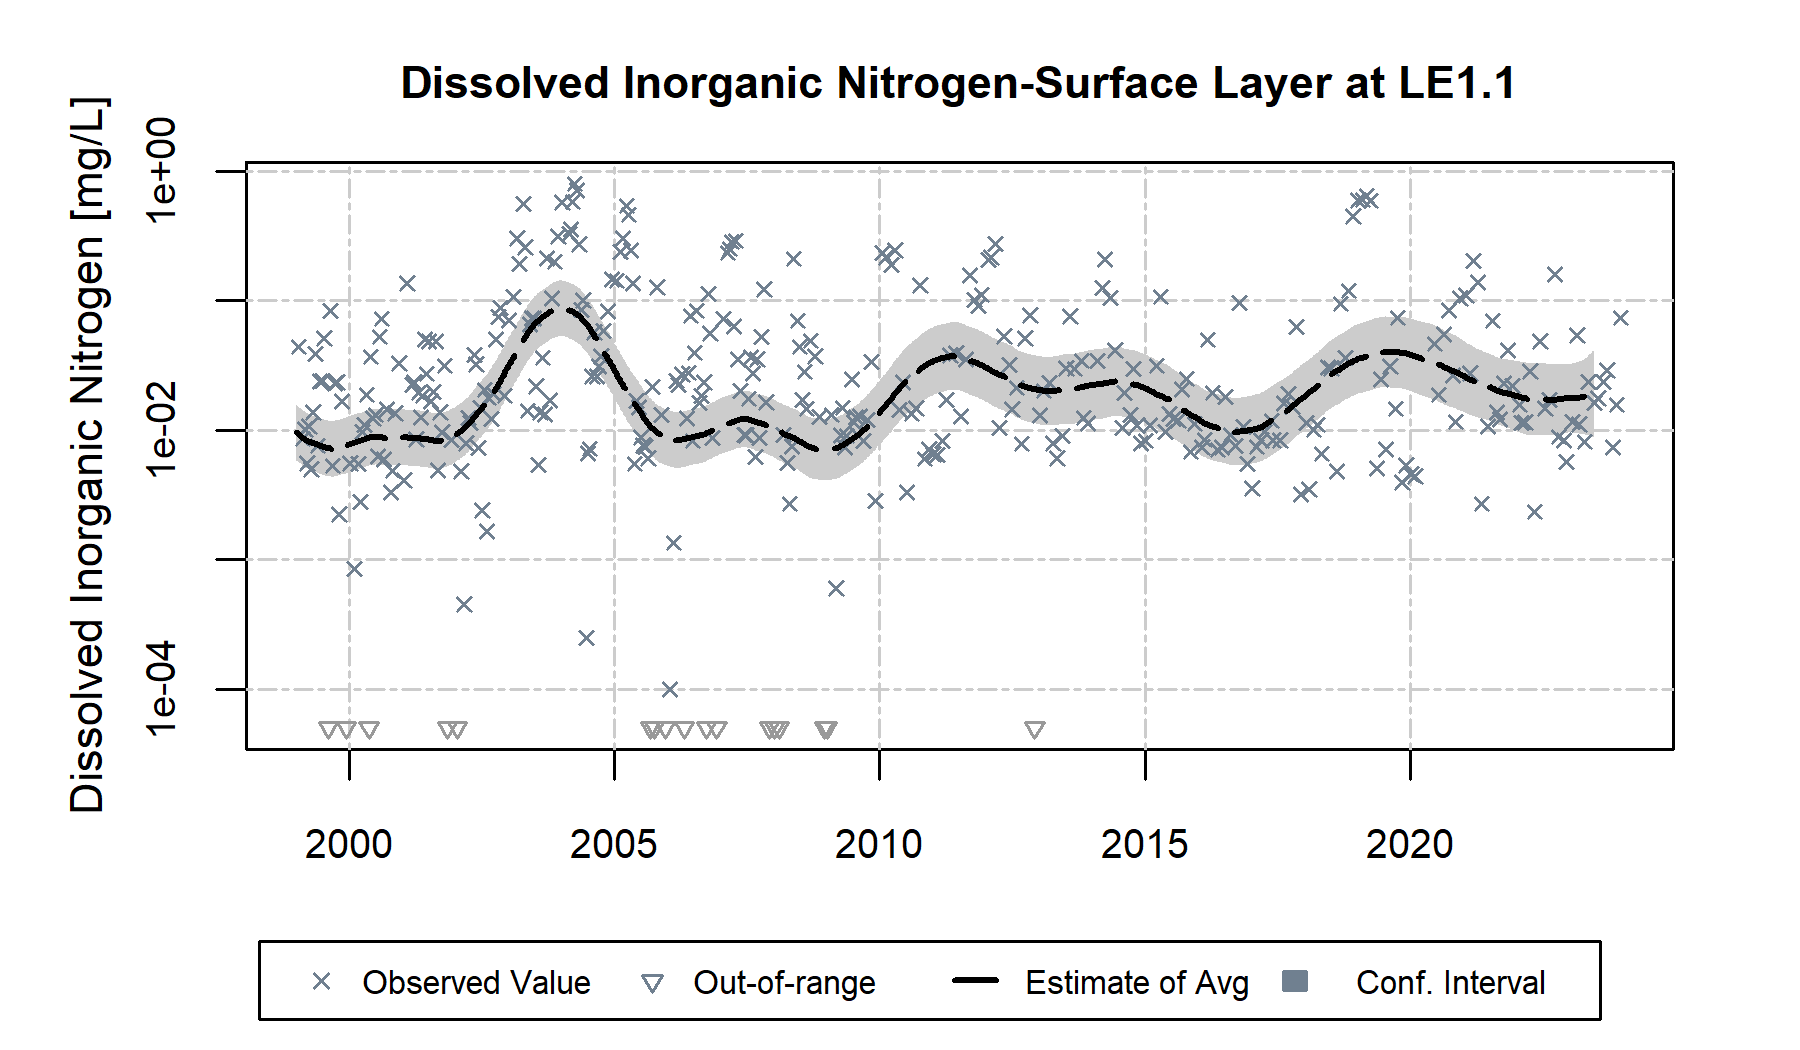 Dissolved Inorganic Nitrogen-Surface Layer at LE1.1
Dissolved Inorganic Nitrogen [mg/L]
1e+00
1e-02
1e-04
2000 2005 2010 2015 2020
Observed Value Out-of-range Estimate of Avg Conf. Interval